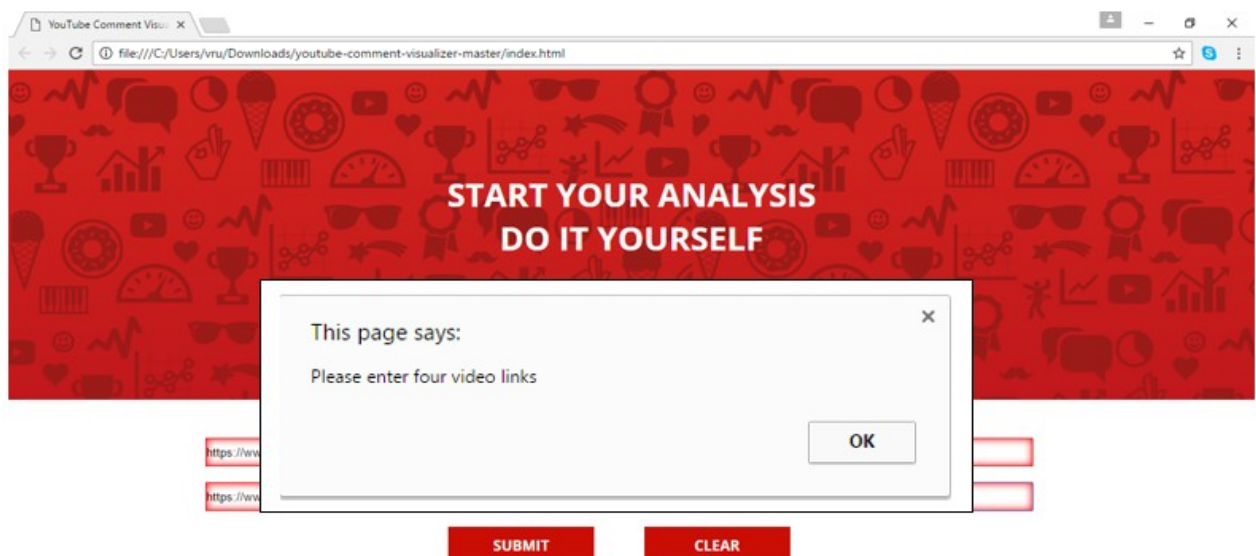 YouTube Comment Visu
file:///C:/Users/vru/Downloads/youtube-comment-visualizer-master/index.html
START YOUR ANALYSIS
DO IT YOURSELF
This page says:
Please enter four video links
OK
https://ww
https://ww
SUBMIT CLEAR